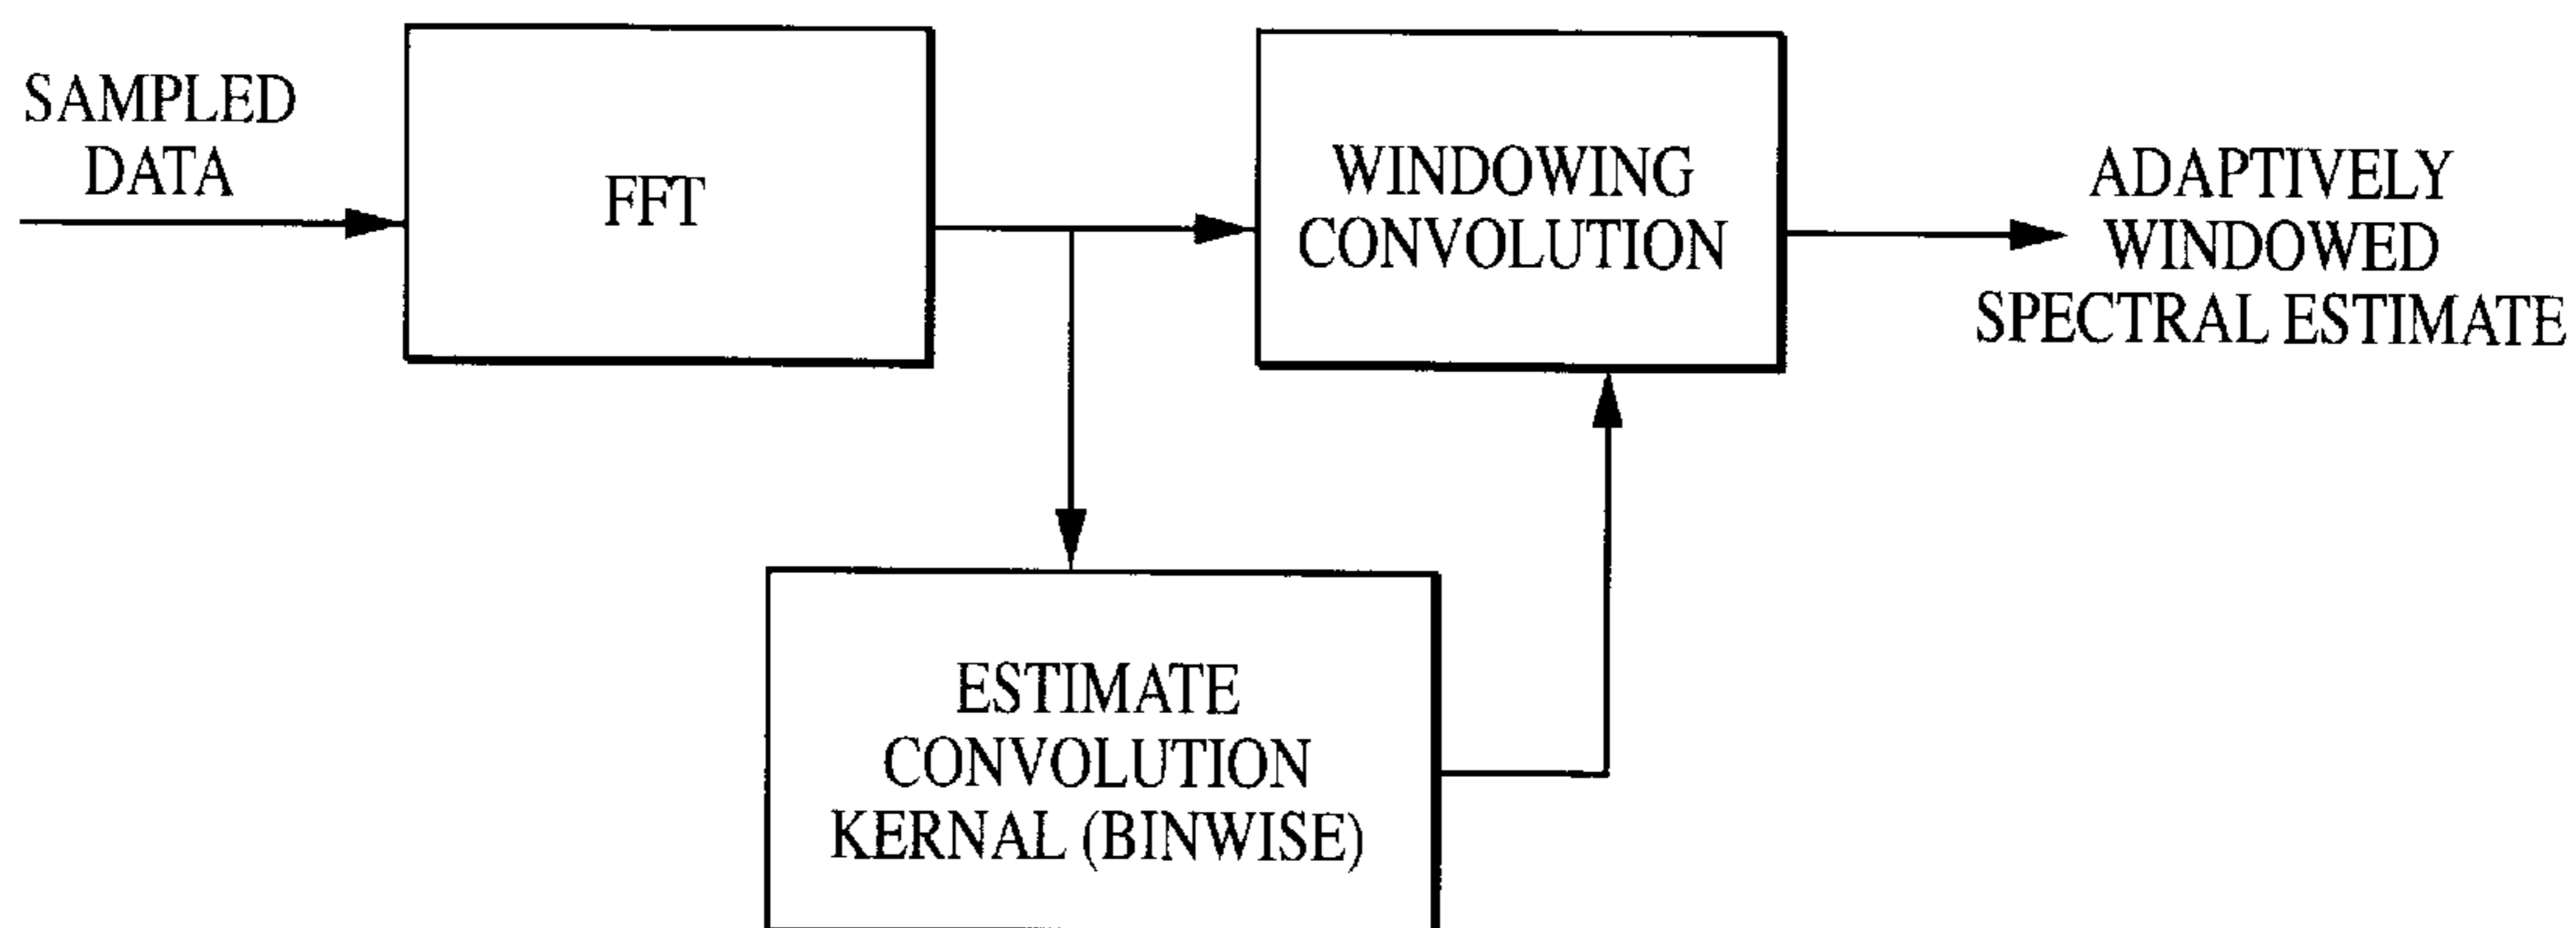 SAMPLED
DATA
FFT
WINDOWING
CONVOLUTION
ADAPTIVELY
WINDOWED
SPECTRAL ESTIMATE
ESTIMATE
CONVOLUTION
KERNAL (BINWISE)